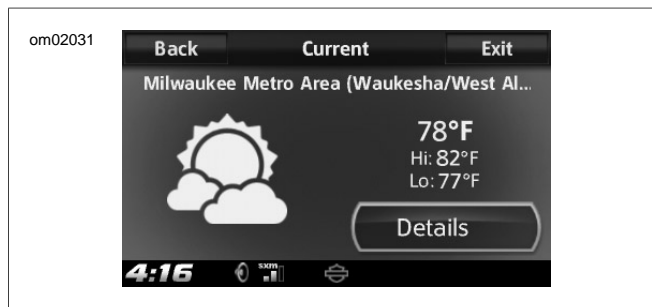 om02031
Back Current Exit
Milwaukee Metro Area (Waukesha/West Al...
78°F
Hi: 82°F
Lo: 77°F
Details
4:16 sxm